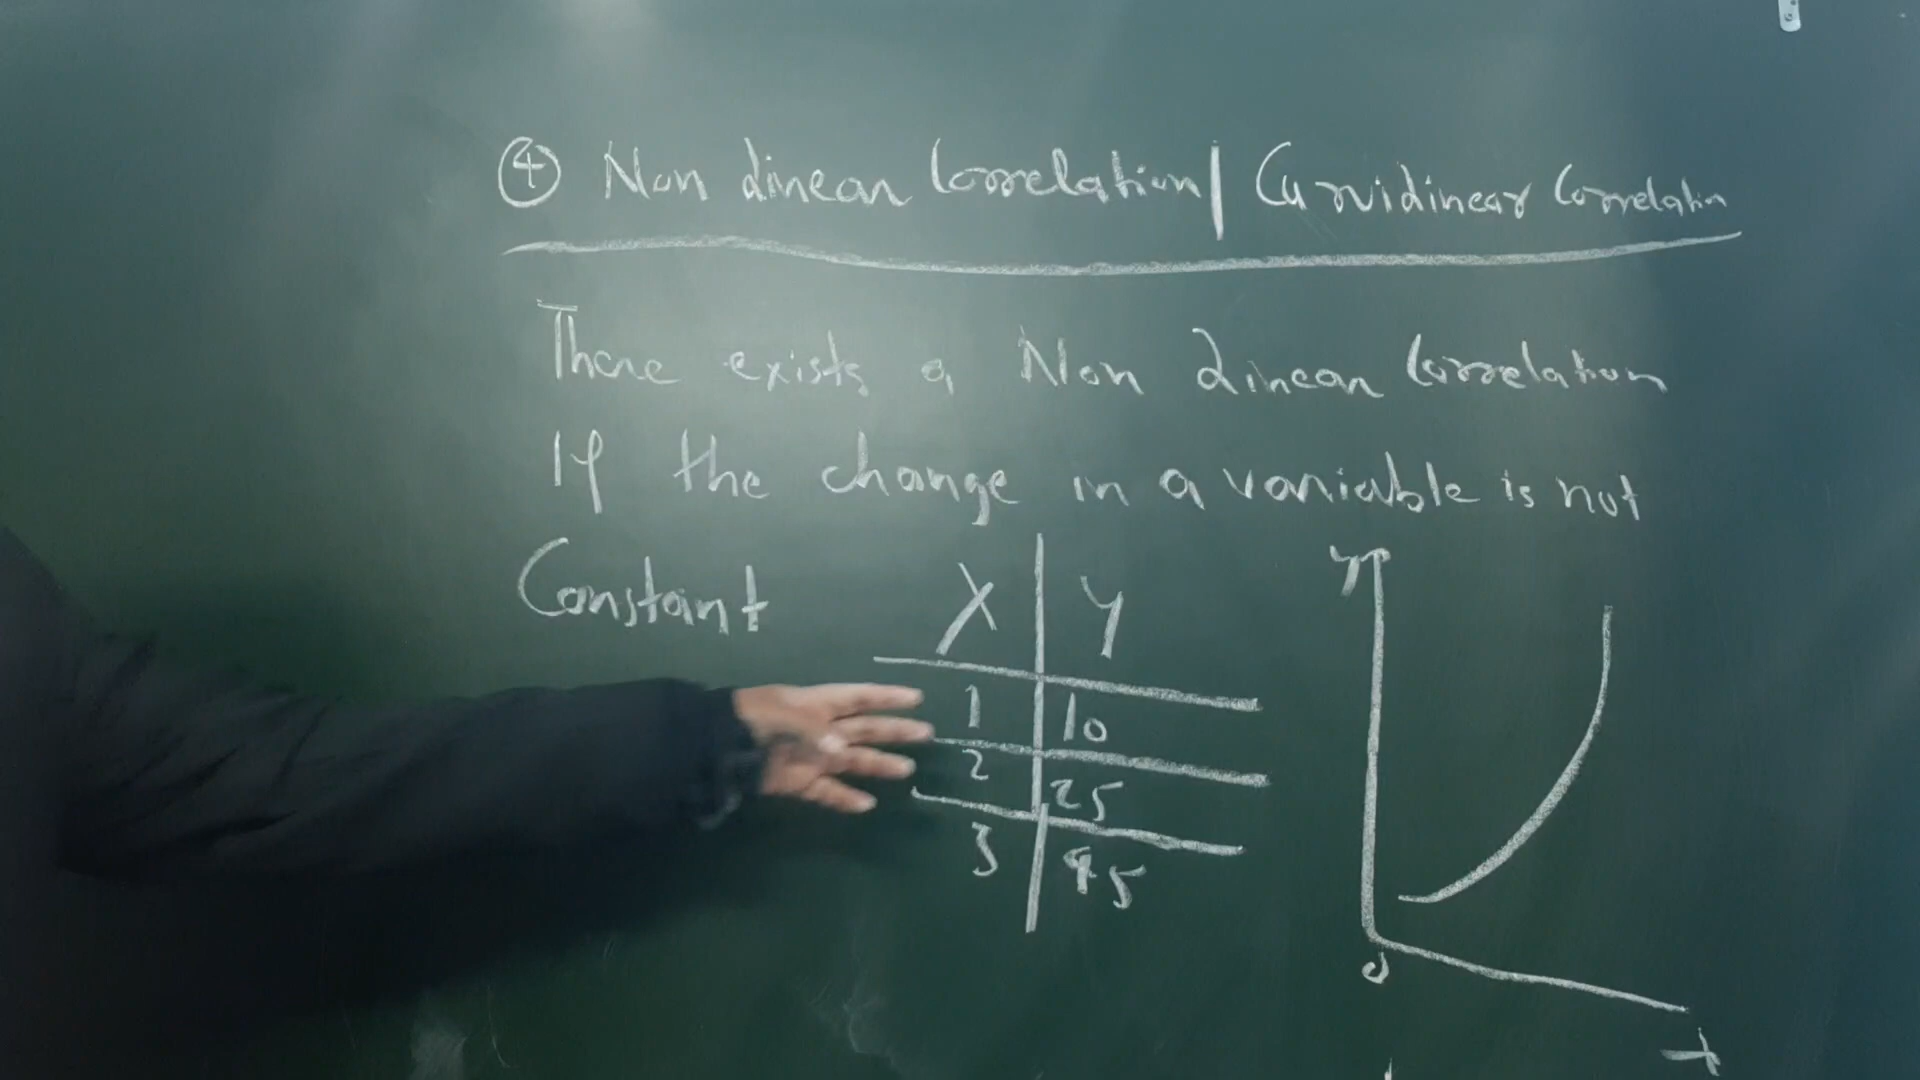 ④ Non Linear Correlation | Curvilinear Correlation
There exists a Non Linear Correlation
If the change in a variable is not
Constant
X Y
1 10
2 25
3 45
Y
0
X